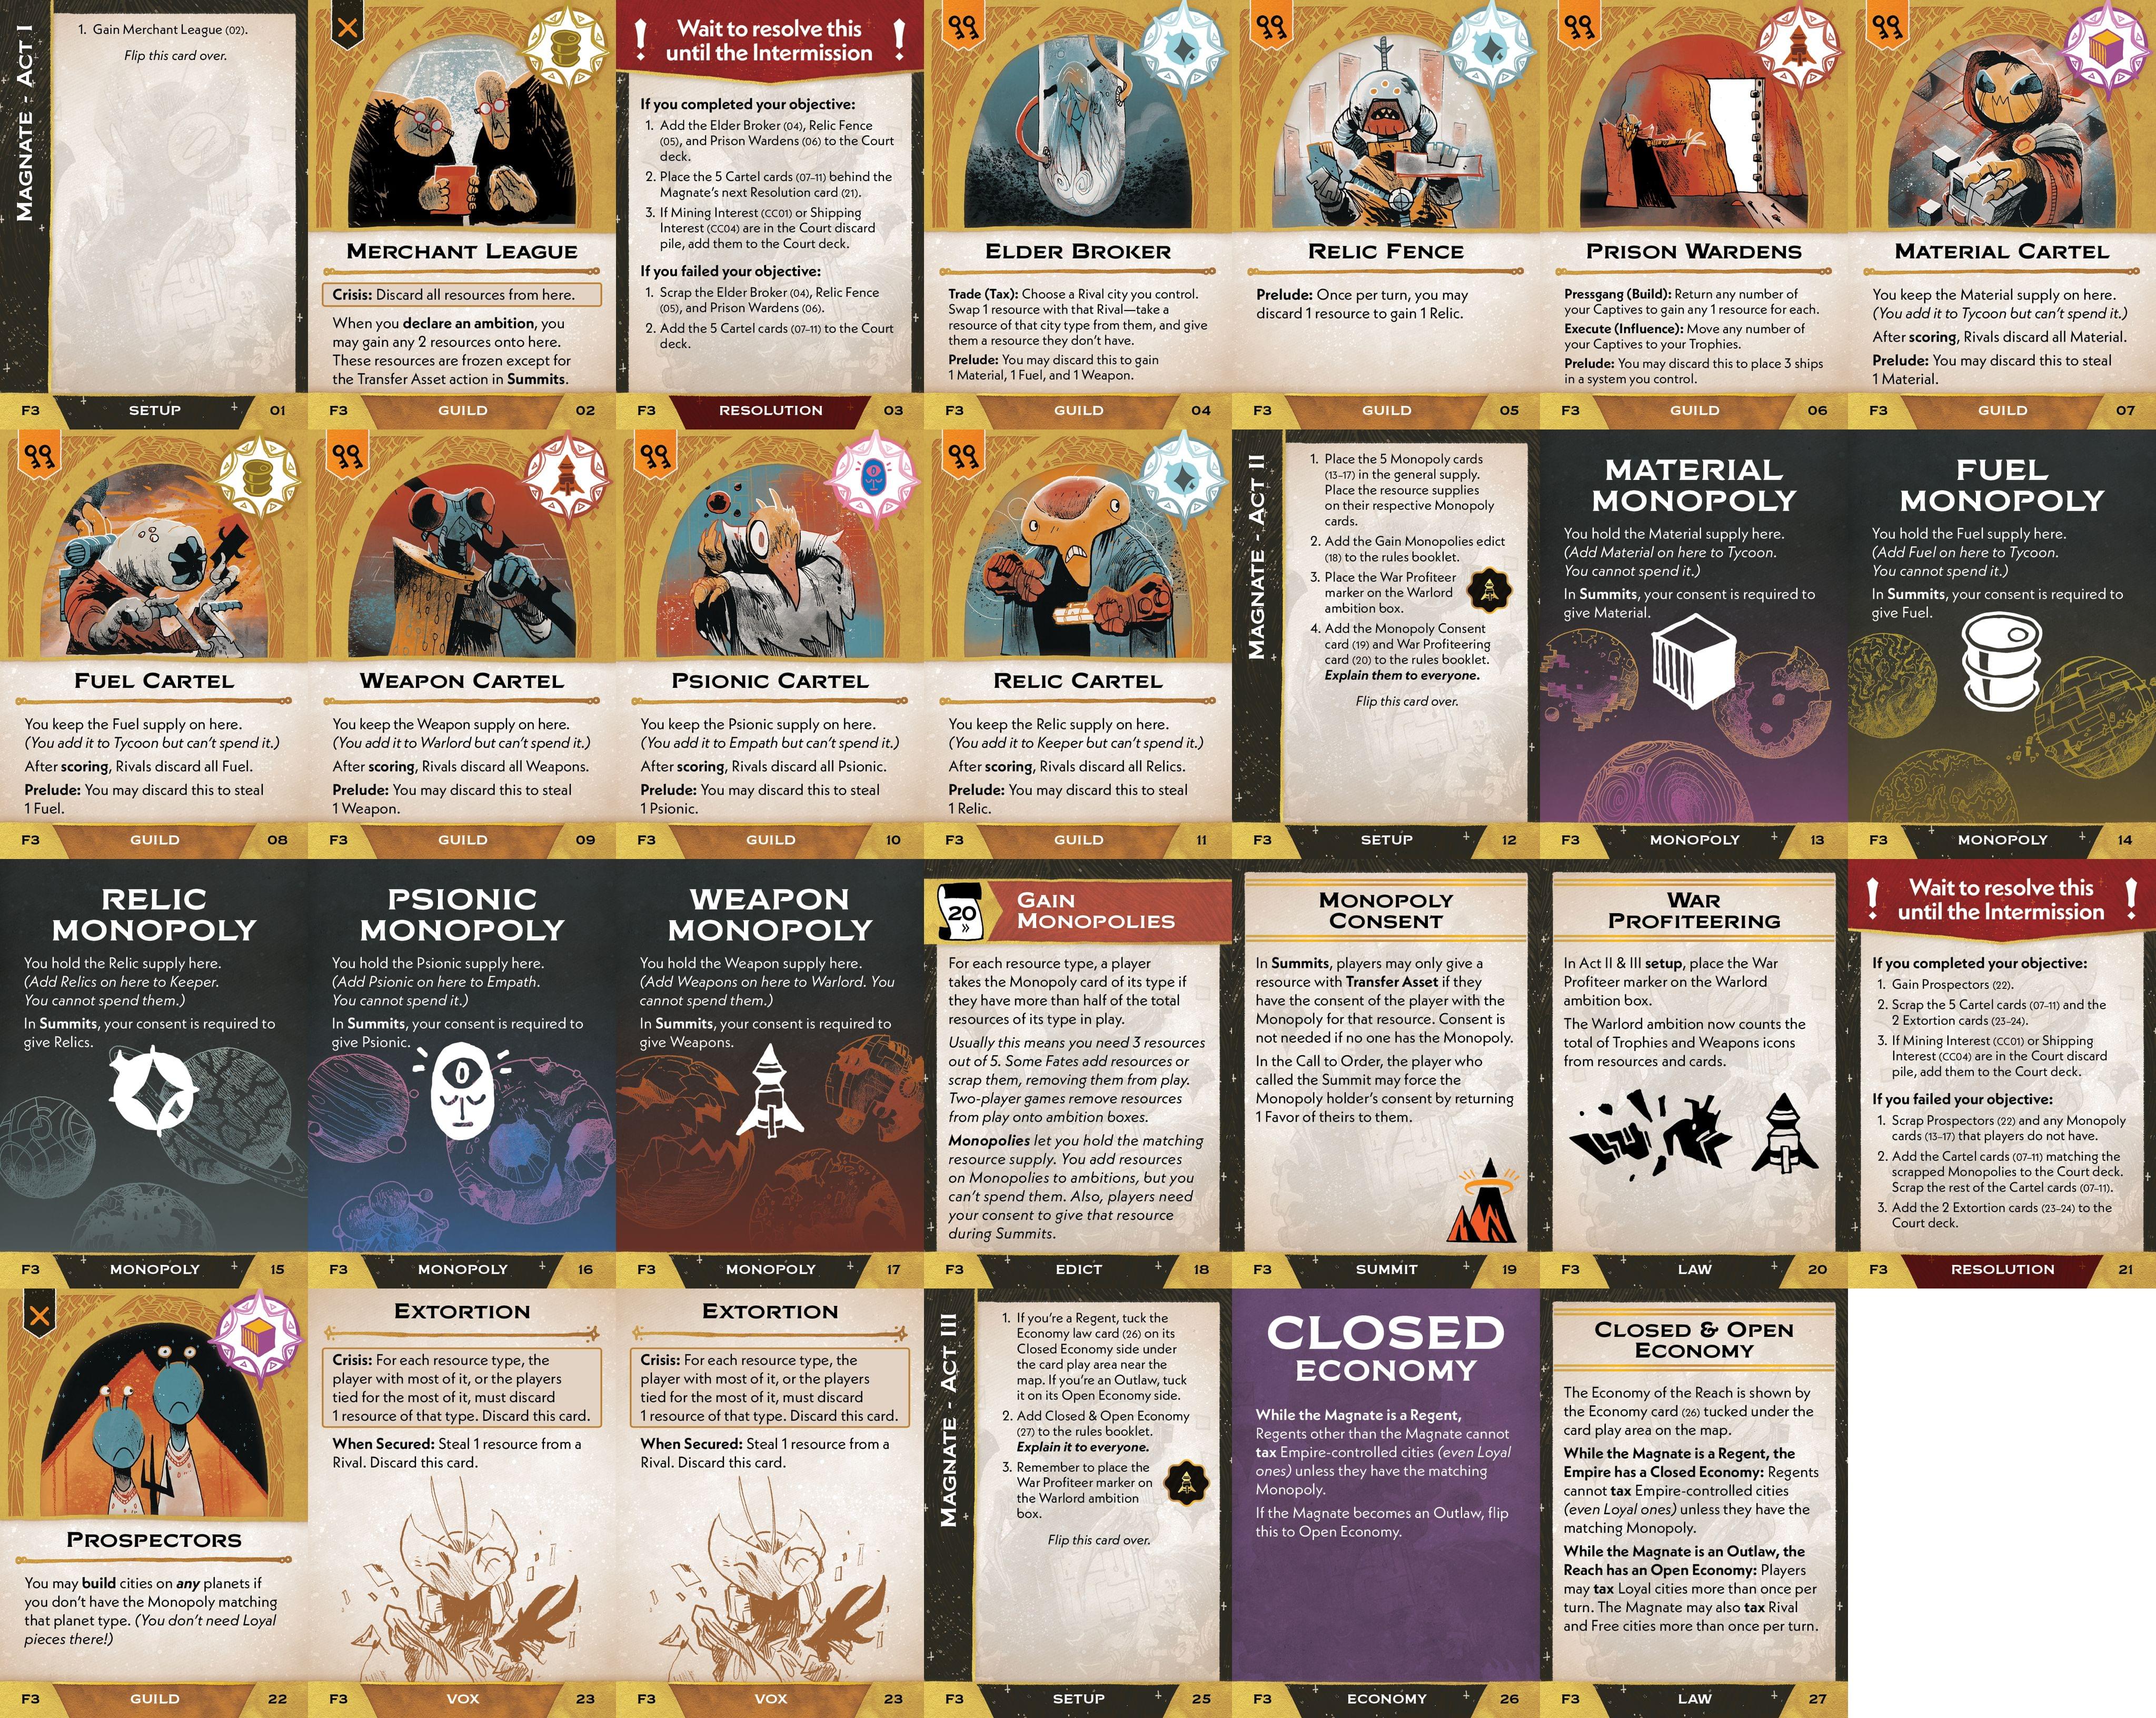 MAGNATE - ACT I
1. Gain Merchant League (02).
Flip this card over.
F3 SETUP 01
MERCHANT LEAGUE
Crisis: Discard all resources from here.
When you declare an ambition, you
may gain any 2 resources onto here.
These resources are frozen except for
the Transfer Asset action in Summits.
F3 GUILD 02
! Wait to resolve this !
until the Intermission
If you completed your objective:
1. Add the Elder Broker (04), Relic Fence
(05), and Prison Wardens (06) to the Court
deck.
2. Place the 5 Cartel cards (07–11) behind the
Magnate's next Resolution card (21).
3. If Mining Interest (CC01) or Shipping
Interest (CC04) are in the Court discard
pile, add them to the Court deck.
If you failed your objective:
1. Scrap the Elder Broker (04), Relic Fence
(05), and Prison Wardens (06).
2. Add the 5 Cartel cards (07–11) to the Court
deck.
F3 RESOLUTION 03
ELDER BROKER
Trade (Tax): Choose a Rival city you control.
Swap 1 resource with that Rival—take a
resource of that city type from them, and give
them a resource they don't have.
Prelude: You may discard this to gain
1 Material, 1 Fuel, and 1 Weapon.
F3 GUILD 04
RELIC FENCE
Prelude: Once per turn, you may
discard 1 resource to gain 1 Relic.
F3 GUILD 05
PRISON WARDENS
Pressgang (Build): Return any number of
your Captives to gain any 1 resource for each.
Execute (Influence): Move any number of
your Captives to your Trophies.
Prelude: You may discard this to place 3 ships
in a system you control.
F3 GUILD 06
MATERIAL CARTEL
You keep the Material supply on here.
(You add it to Tycoon but can't spend it.)
After scoring, Rivals discard all Material.
Prelude: You may discard this to steal
1 Material.
F3 GUILD 07
FUEL CARTEL
You keep the Fuel supply on here.
(You add it to Tycoon but can't spend it.)
After scoring, Rivals discard all Fuel.
Prelude: You may discard this to steal
1 Fuel.
F3 GUILD 08
WEAPON CARTEL
You keep the Weapon supply on here.
(You add it to Warlord but can't spend it.)
After scoring, Rivals discard all Weapons.
Prelude: You may discard this to steal
1 Weapon.
F3 GUILD 09
PSIONIC CARTEL
You keep the Psionic supply on here.
(You add it to Empath but can't spend it.)
After scoring, Rivals discard all Psionic.
Prelude: You may discard this to steal
1 Psionic.
F3 GUILD 10
RELIC CARTEL
You keep the Relic supply on here.
(You add it to Keeper but can't spend it.)
After scoring, Rivals discard all Relics.
Prelude: You may discard this to steal
1 Relic.
F3 GUILD 11
MAGNATE - ACT II
1. Place the 5 Monopoly cards
(13–17) in the general supply.
Place the resource supplies
on their respective Monopoly
cards.
2. Add the Gain Monopolies edict
(18) to the rules booklet.
3. Place the War Profiteer
marker on the Warlord
ambition box.
4. Add the Monopoly Consent
card (19) and War Profiteering
card (20) to the rules booklet.
Explain them to everyone.
Flip this card over.
F3 SETUP 12
MATERIAL
MONOPOLY
You hold the Material supply here.
(Add Material on here to Tycoon.
You cannot spend it.)
In Summits, your consent is required to
give Material.
F3 MONOPOLY 13
FUEL
MONOPOLY
You hold the Fuel supply here.
(Add Fuel on here to Tycoon.
You cannot spend it.)
In Summits, your consent is required to
give Fuel.
F3 MONOPOLY 14
RELIC
MONOPOLY
You hold the Relic supply here.
(Add Relics on here to Keeper.
You cannot spend them.)
In Summits, your consent is required to
give Relics.
F3 MONOPOLY 15
PSIONIC
MONOPOLY
You hold the Psionic supply here.
(Add Psionic on here to Empath.
You cannot spend it.)
In Summits, your consent is required to
give Psionic.
F3 MONOPOLY 16
WEAPON
MONOPOLY
You hold the Weapon supply here.
(Add Weapons on here to Warlord. You
cannot spend them.)
In Summits, your consent is required to
give Weapons.
F3 MONOPOLY 17
20
»
GAIN
MONOPOLIES
For each resource type, a player
takes the Monopoly card of its type if
they have more than half of the total
resources of its type in play.
Usually this means you need 3 resources
out of 5. Some Fates add resources or
scrap them, removing them from play.
Two-player games remove resources
from play onto ambition boxes.
Monopolies let you hold the matching
resource supply. You add resources
on Monopolies to ambitions, but you
can't spend them. Also, players need
your consent to give that resource
during Summits.
F3 EDICT 18
MONOPOLY
CONSENT
In Summits, players may only give a
resource with Transfer Asset if they
have the consent of the player with the
Monopoly for that resource. Consent is
not needed if no one has the Monopoly.
In the Call to Order, the player who
called the Summit may force the
Monopoly holder's consent by returning
1 Favor of theirs to them.
F3 SUMMIT 19
WAR
PROFITEERING
In Act II & III setup, place the War
Profiteer marker on the Warlord
ambition box.
The Warlord ambition now counts the
total of Trophies and Weapons icons
from resources and cards.
F3 LAW 20
! Wait to resolve this !
until the Intermission
If you completed your objective:
1. Gain Prospectors (22).
2. Scrap the 5 Cartel cards (07–11) and the
2 Extortion cards (23–24).
3. If Mining Interest (CC01) or Shipping
Interest (CC04) are in the Court discard
pile, add them to the Court deck.
If you failed your objective:
1. Scrap Prospectors (22) and any Monopoly
cards (13–17) that players do not have.
2. Add the Cartel cards (07–11) matching the
scrapped Monopolies to the Court deck.
Scrap the rest of the Cartel cards (07–11).
3. Add the 2 Extortion cards (23–24) to the
Court deck.
F3 RESOLUTION 21
PROSPECTORS
You may build cities on any planets if
you don't have the Monopoly matching
that planet type. (You don't need Loyal
pieces there!)
F3 GUILD 22
EXTORTION
Crisis: For each resource type, the
player with most of it, or the players
tied for the most of it, must discard
1 resource of that type. Discard this card.
When Secured: Steal 1 resource from a
Rival. Discard this card.
F3 VOX 23
EXTORTION
Crisis: For each resource type, the
player with most of it, or the players
tied for the most of it, must discard
1 resource of that type. Discard this card.
When Secured: Steal 1 resource from a
Rival. Discard this card.
F3 VOX 23
MAGNATE - ACT III
1. If you're a Regent, tuck the
Economy law card (26) on its
Closed Economy side under
the card play area near the
map. If you're an Outlaw, tuck
it on its Open Economy side.
2. Add Closed & Open Economy
(27) to the rules booklet.
Explain it to everyone.
3. Remember to place the
War Profiteer marker on
the Warlord ambition
box.
Flip this card over.
F3 SETUP 25
CLOSED
ECONOMY
While the Magnate is a Regent,
Regents other than the Magnate cannot
tax Empire-controlled cities (even Loyal
ones) unless they have the matching
Monopoly.
If the Magnate becomes an Outlaw, flip
this to Open Economy.
F3 ECONOMY 26
CLOSED & OPEN
ECONOMY
The Economy of the Reach is shown by
the Economy card (26) tucked under the
card play area on the map.
While the Magnate is a Regent, the
Empire has a Closed Economy: Regents
cannot tax Empire-controlled cities
(even Loyal ones) unless they have the
matching Monopoly.
While the Magnate is an Outlaw, the
Reach has an Open Economy: Players
may tax Loyal cities more than once per
turn. The Magnate may also tax Rival
and Free cities more than once per turn.
F3 LAW 27